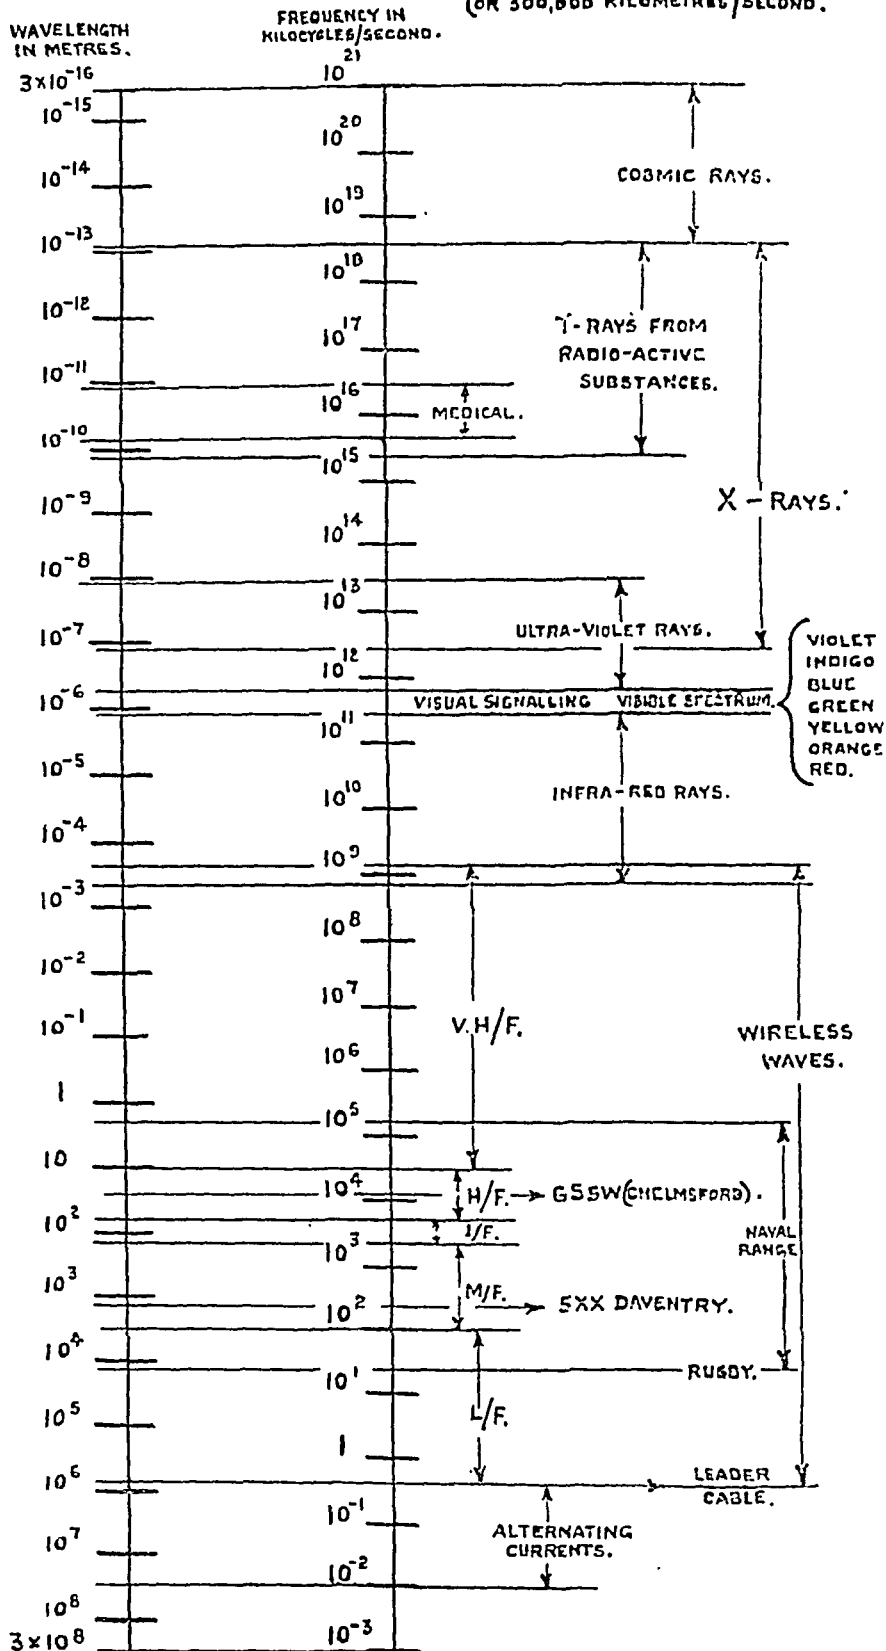 (OR 300,000 KILOMETRES/SECOND.
WAVELENGTH
IN METRES.
FREQUENCY IN
KILOCYCLES/SECOND.
3×10⁻¹⁶
10²¹
10⁻¹⁵
10²⁰
10⁻¹⁴
COSMIC RAYS.
10¹⁹
10⁻¹³
10¹⁸
10⁻¹²
10¹⁷
γ-RAYS FROM
RADIO-ACTIVE
SUBSTANCES.
10⁻¹¹
10¹⁶
MEDICAL.
10⁻¹⁰
10¹⁵
10⁻⁹
X-RAYS.
10¹⁴
10⁻⁸
10¹³
10⁻⁷
ULTRA-VIOLET RAYS.
10¹²
10⁻⁶
VISUAL SIGNALLING VISIBLE SPECTRUM.
VIOLET
INDIGO
BLUE
GREEN
YELLOW
ORANGE
RED.
10¹¹
10⁻⁵
10¹⁰
INFRA-RED RAYS.
10⁻⁴
10⁹
10⁻³
10⁸
10⁻²
10⁷
10⁻¹
V.H/F.
WIRELESS
WAVES.
10⁶
1
10⁵
10
10⁴
H/F.
G5SW (CHELMSFORD).
10²
I/F.
NAVAL
RANGE
10³
10³
M/F.
10²
5XX DAVENTRY.
10⁴
10¹
RUGBY.
10⁵
L/F.
1
10⁶
LEADER
CABLE.
10⁻¹
ALTERNATING
CURRENTS.
10⁷
10⁻²
10⁸
10⁻³
3×10⁸